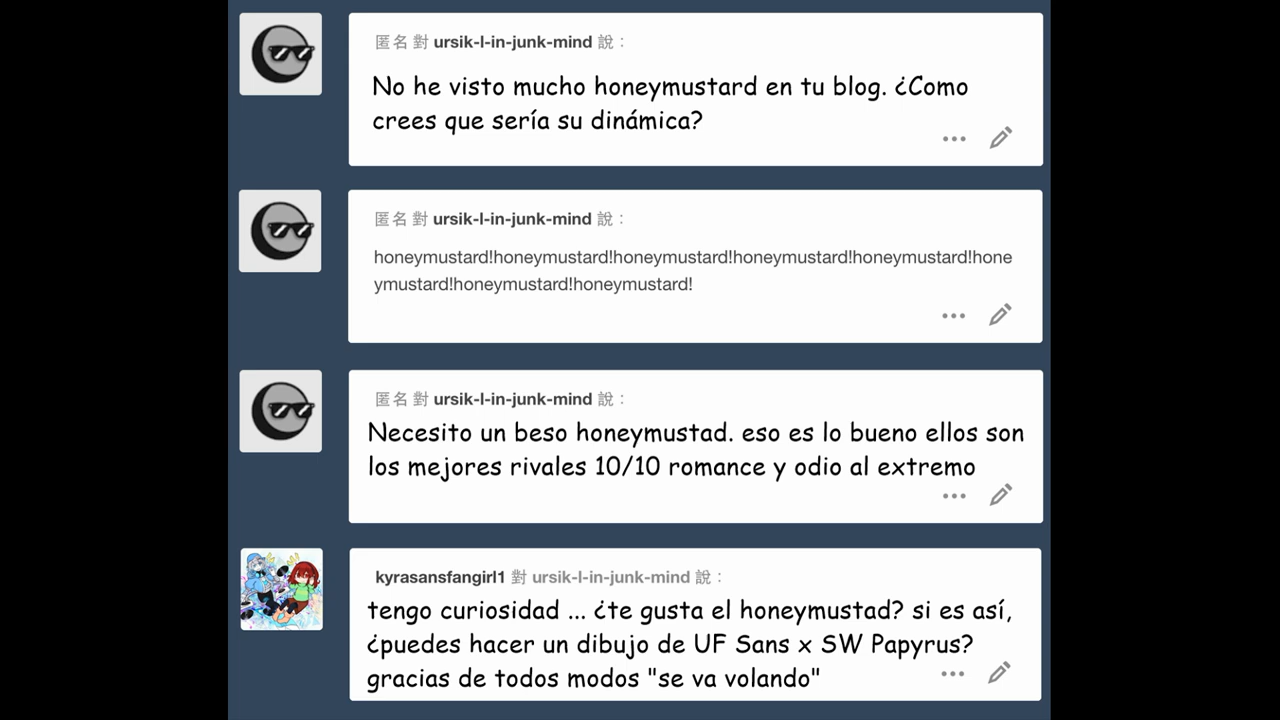 匿名 對 ursik-l-in-junk-mind 說：
No he visto mucho honeymustard en tu blog. ¿Como
crees que sería su dinámica?
匿名 對 ursik-l-in-junk-mind 說：
honeymustard!honeymustard!honeymustard!honeymustard!honeymustard!hone
ymustard!honeymustard!honeymustard!
匿名 對 ursik-l-in-junk-mind 說：
Necesito un beso honeymustad. eso es lo bueno ellos son
los mejores rivales 10/10 romance y odio al extremo
kyrasansfangirl1 對 ursik-l-in-junk-mind 說：
tengo curiosidad ... ¿te gusta el honeymustad? si es así,
¿puedes hacer un dibujo de UF Sans x SW Papyrus?
gracias de todos modos "se va volando"